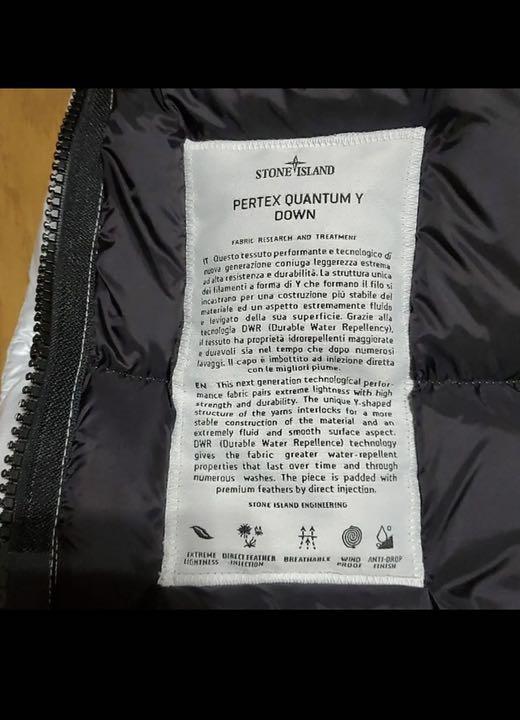 STONE ISLAND
PERTEX QUANTUM Y
DOWN
FABRIC RESEARCH AND TREATMENT
IT Questo tessuto performante e tecnologico di
nuova generazione coniuga leggerezza estrema
ad alta resistenza e durabilità. La struttura unica
dei filamenti a forma di Y che formano il filo si
incastrano per una costruzione più stabile del
materiale ed un aspetto estremamente fluido
e levigato della sua superficie. Grazie alla
tecnologia DWR (Durable Water Repellency),
il tessuto ha proprietà idrorepellenti maggiorate
e durevoli sia nel tempo che dopo numerosi
lavaggi. Il capo è imbottito ad iniezione diretta
con le migliori piume.
EN This next generation technological perfor-
mance fabric pairs extreme lightness with high
strength and durability. The unique Y-shaped
structure of the yarns interlocks for a more
stable construction of the material and an
extremely fluid and smooth surface aspect.
DWR (Durable Water Repellence) technology
gives the fabric greater water-repellent
properties that last over time and through
numerous washes. The piece is padded with
premium feathers by direct injection.
STONE ISLAND ENGINEERING
EXTREME LIGHTNESS
DIRECT FEATHER INJECTION
BREATHABLE
WIND PROOF
ANTI-DROP FINISH